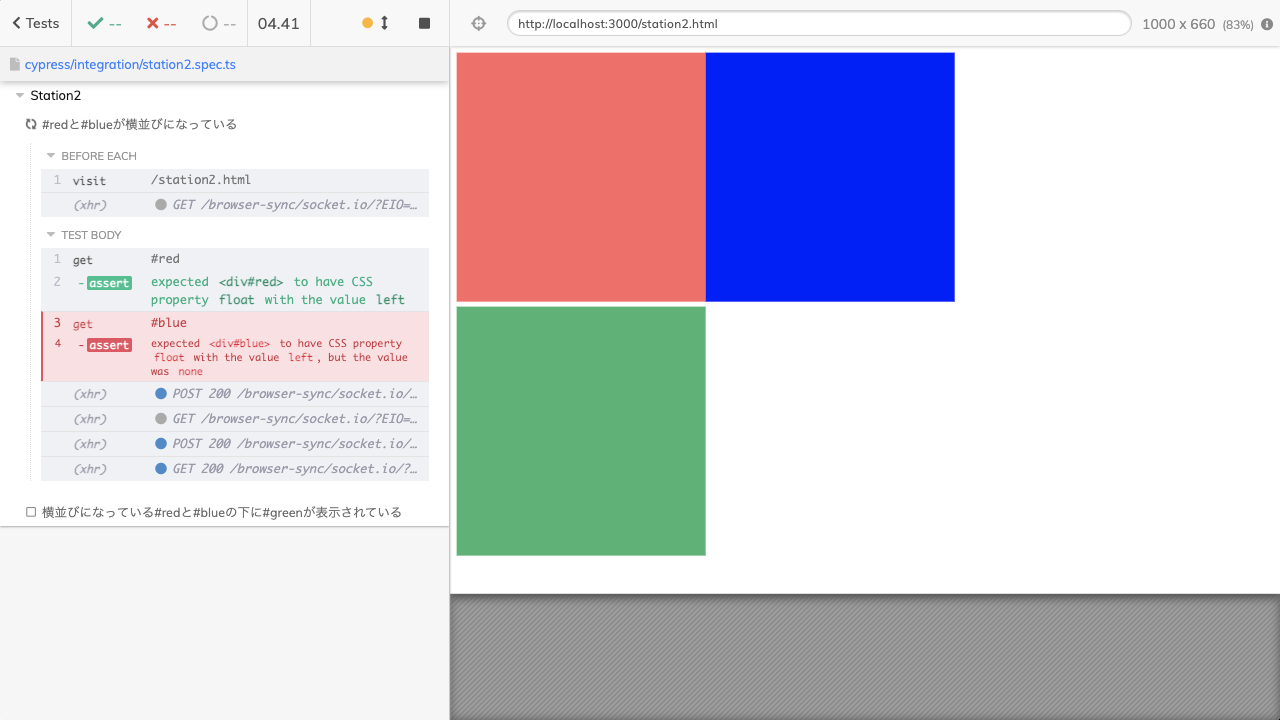 Tests
--
--
--
04.41
http://localhost:3000/station2.html
1000 x 660 (83%)
cypress/integration/station2.spec.ts
Station2
#redと#blueが横並びになっている
BEFORE EACH
1 visit /station2.html
(xhr) GET /browser-sync/socket.io/?EIO=…
TEST BODY
1 get #red
2 - assert expected <div#red> to have CSS
property float with the value left
3 get #blue
4 - assert expected <div#blue> to have CSS property
float with the value left, but the value
was none
(xhr) POST 200 /browser-sync/socket.io/…
(xhr) GET /browser-sync/socket.io/?EIO=…
(xhr) POST 200 /browser-sync/socket.io/…
(xhr) GET 200 /browser-sync/socket.io/?…
横並びになっている#redと#blueの下に#greenが表示されている